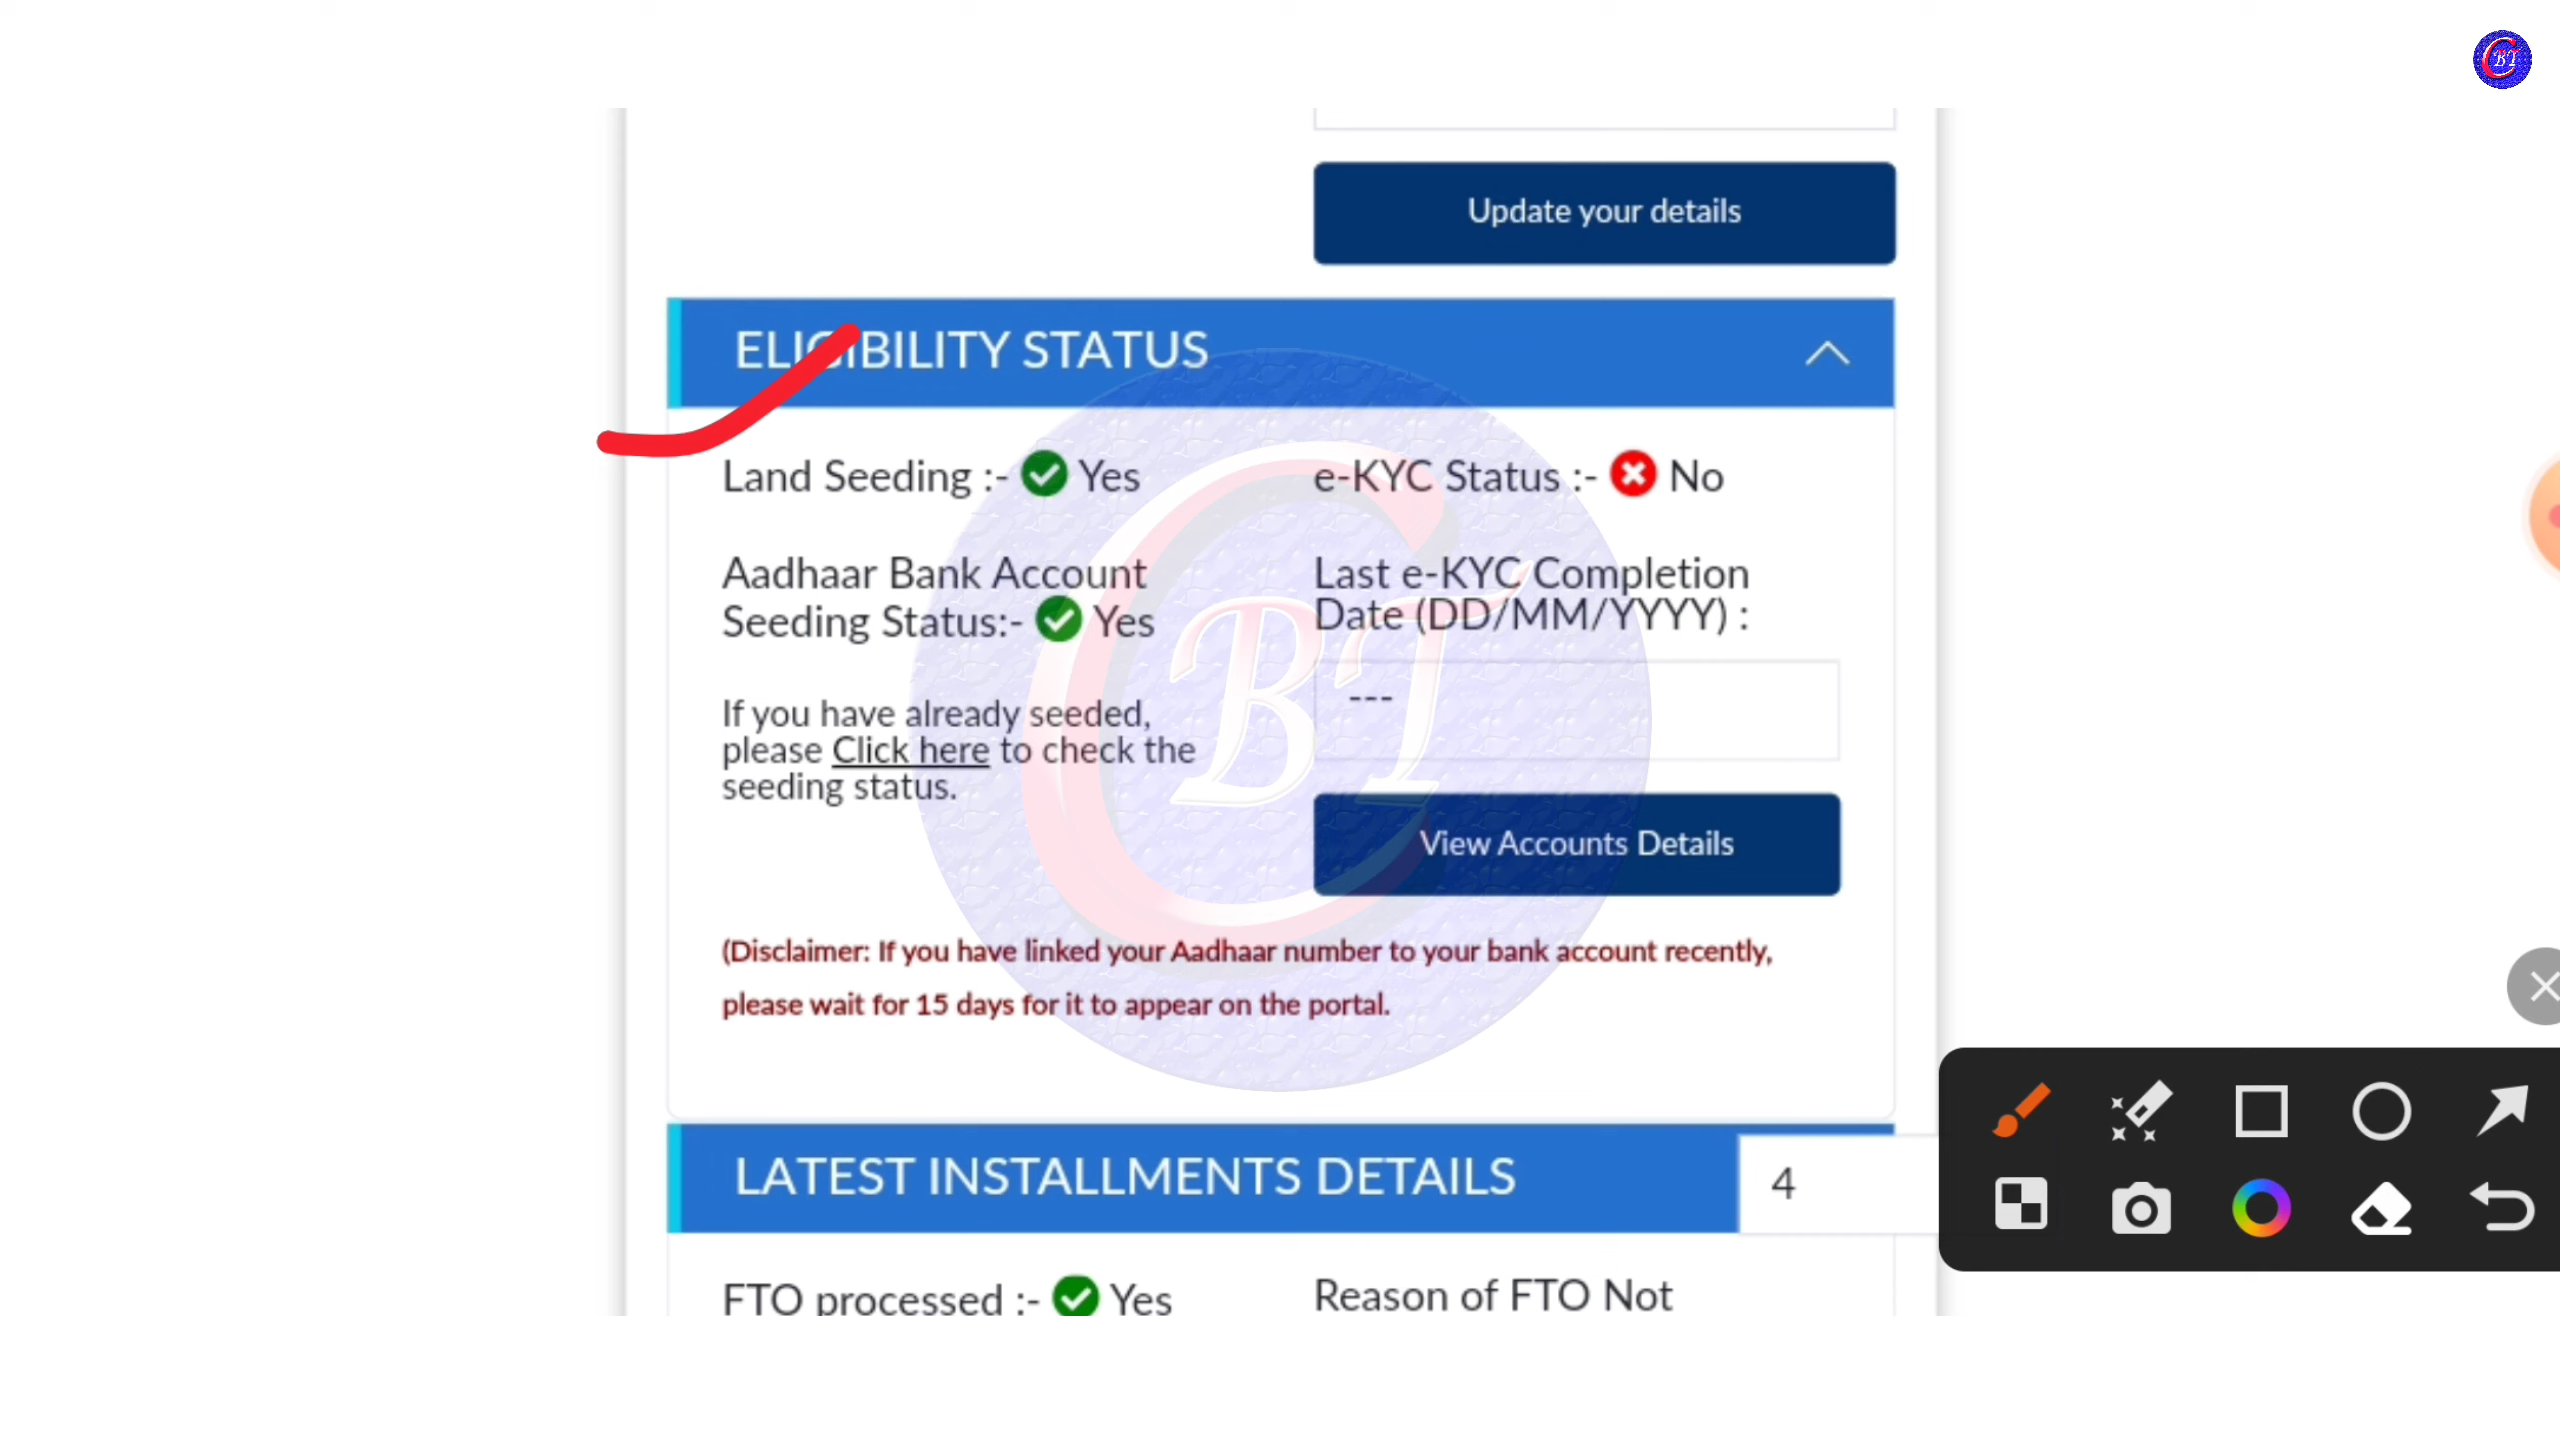 CBT
Update your details
ELIGIBILITY STATUS
Land Seeding :- Yes
e-KYC Status :- No
Aadhaar Bank Account
Seeding Status:- Yes
Last e-KYC Completion
Date (DD/MM/YYYY) :
---
If you have already seeded,
please Click here to check the
seeding status.
View Accounts Details
CBT
(Disclaimer: If you have linked your Aadhaar number to your bank account recently,
please wait for 15 days for it to appear on the portal.
LATEST INSTALLMENTS DETAILS
4
FTO processed :- Yes
Reason of FTO Not